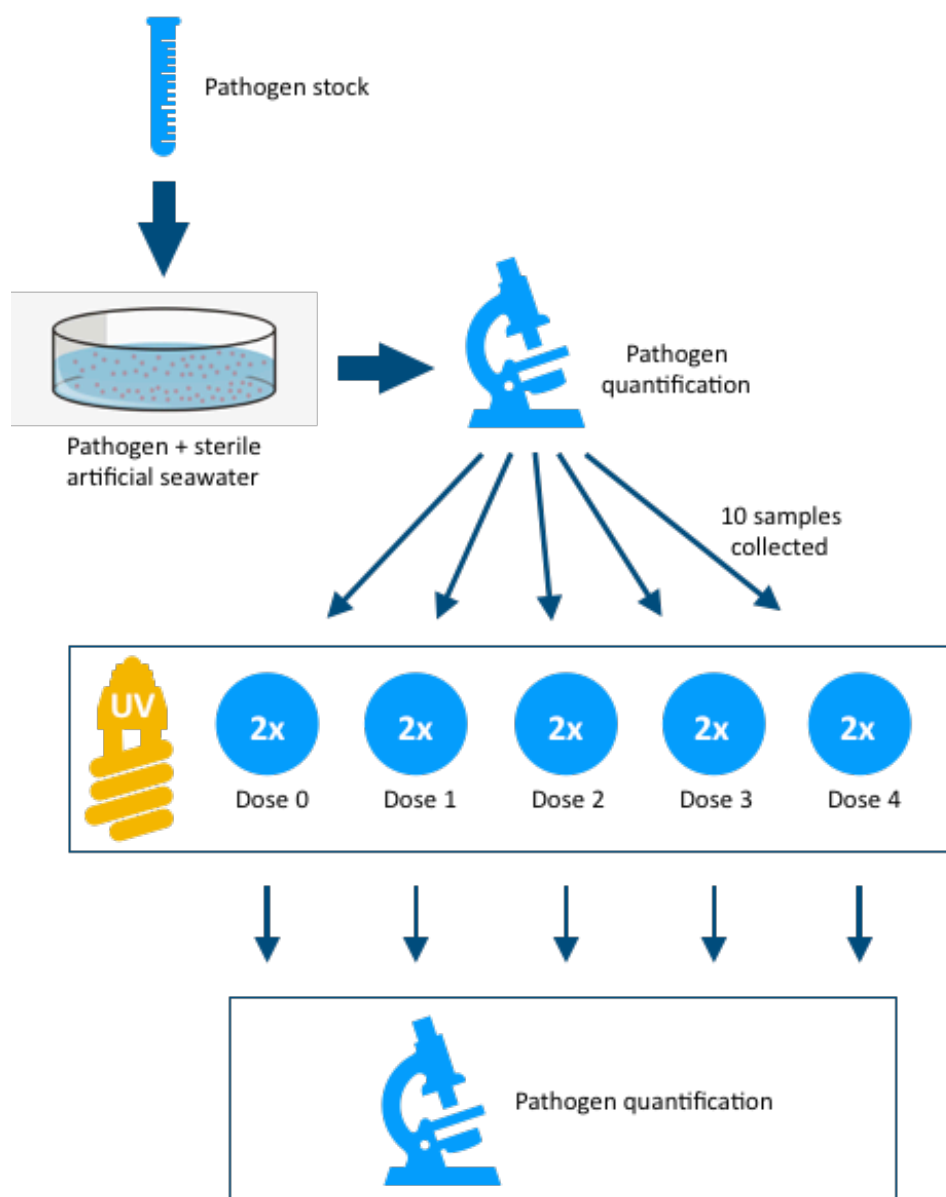 Pathogen stock
Pathogen
quantification
Pathogen + sterile
artificial seawater
10 samples
collected
UV
2x
2x
2x
2x
2x
Dose 0
Dose 1
Dose 2
Dose 3
Dose 4
Pathogen quantification